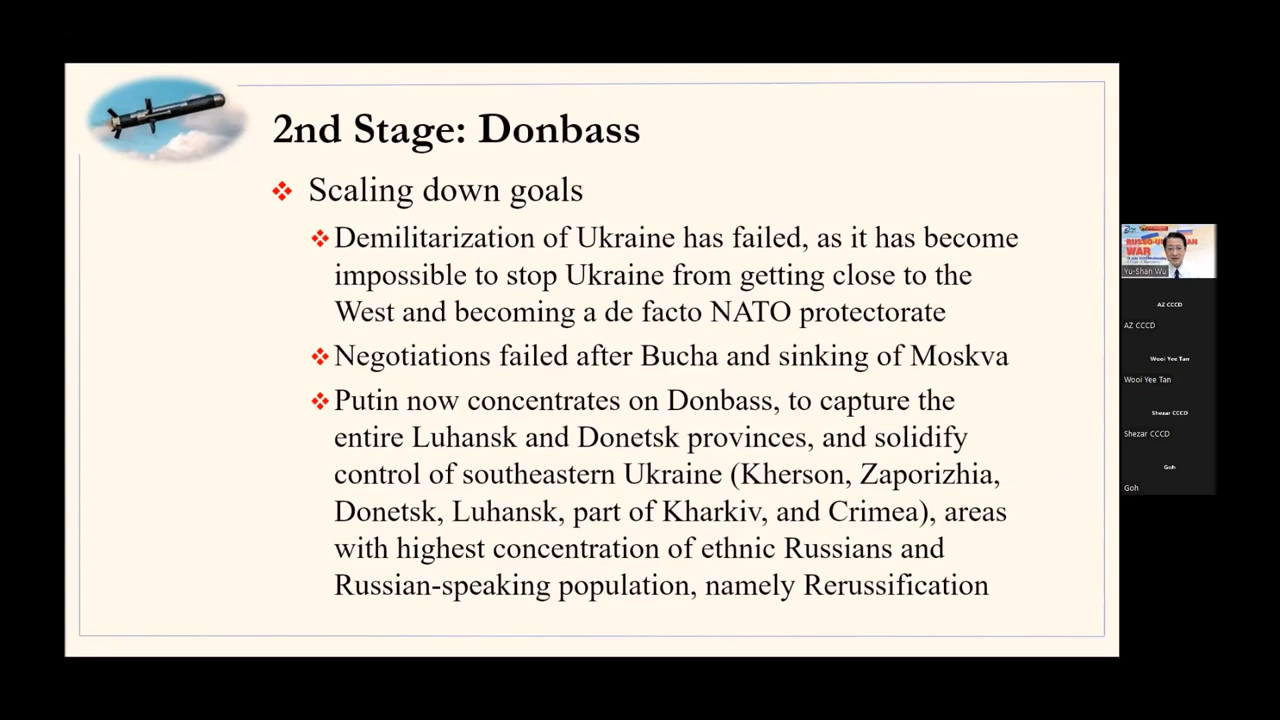 2nd Stage: Donbass
Scaling down goals
Demilitarization of Ukraine has failed, as it has become
impossible to stop Ukraine from getting close to the
West and becoming a de facto NATO protectorate
Negotiations failed after Bucha and sinking of Moskva
Putin now concentrates on Donbass, to capture the
entire Luhansk and Donetsk provinces, and solidify
control of southeastern Ukraine (Kherson, Zaporizhia,
Donetsk, Luhansk, part of Kharkiv, and Crimea), areas
with highest concentration of ethnic Russians and
Russian-speaking population, namely Rerussification
WAR
Yu-Shan Wu
AZ CCCD
AZ CCCD
Wooi Yee Tan
Wooi Yee Tan
Shezar CCCD
Shezar CCCD
Goh
Goh